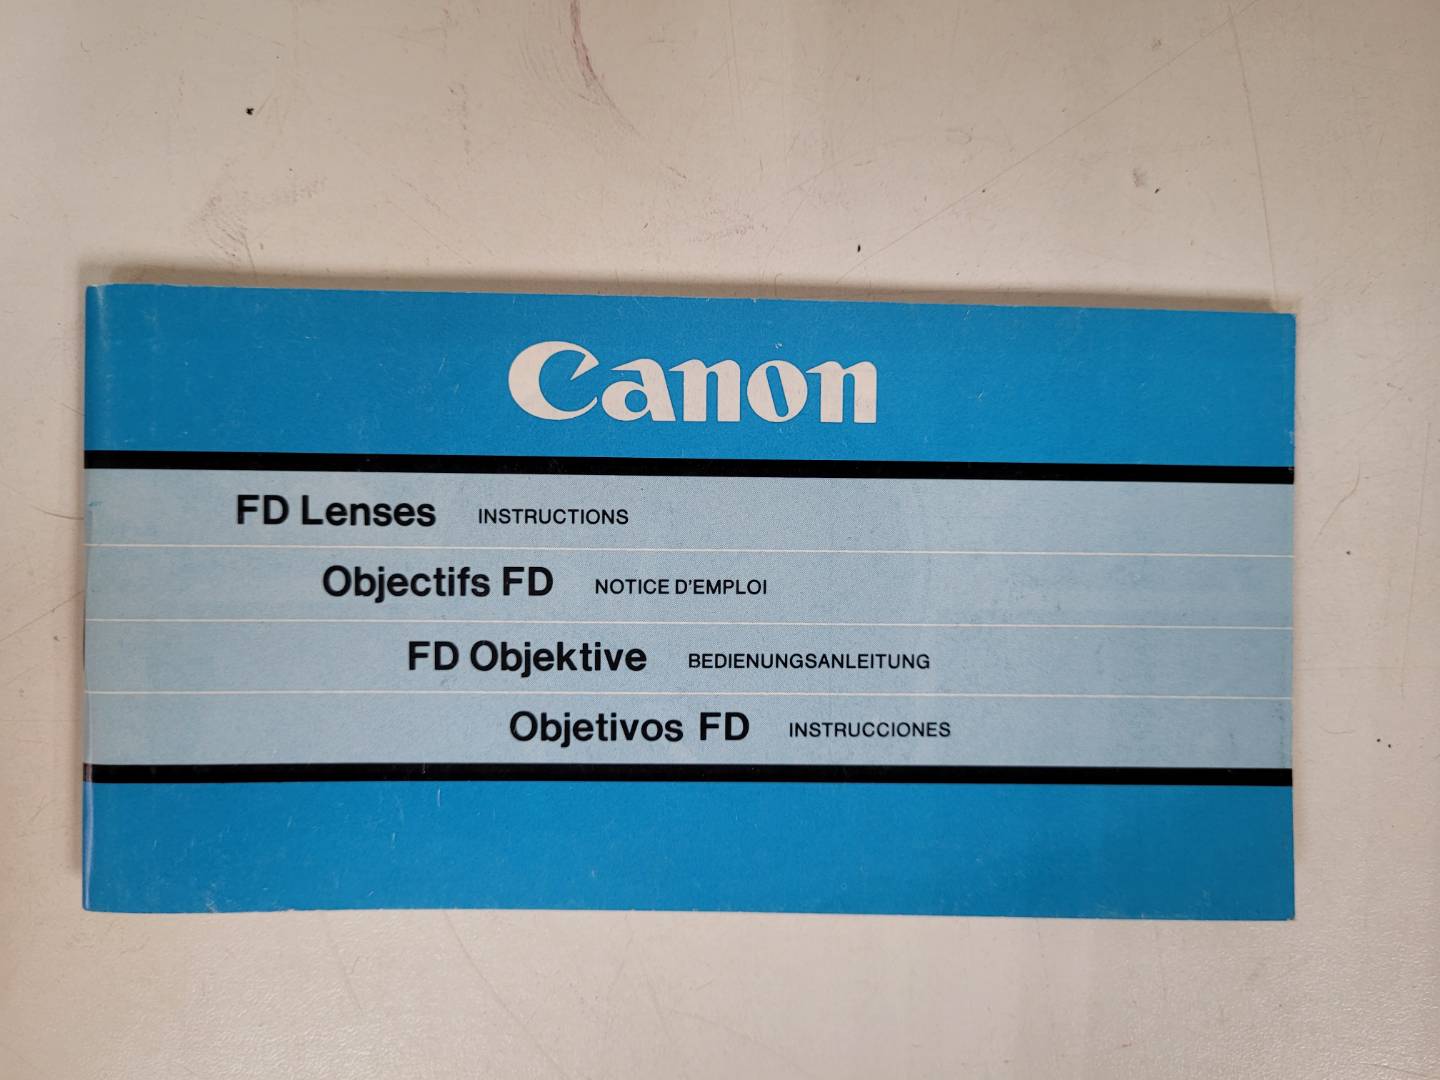 Canon
FD Lenses INSTRUCTIONS
Objectifs FD NOTICE D'EMPLOI
FD Objektive BEDIENUNGSANLEITUNG
Objetivos FD INSTRUCCIONES